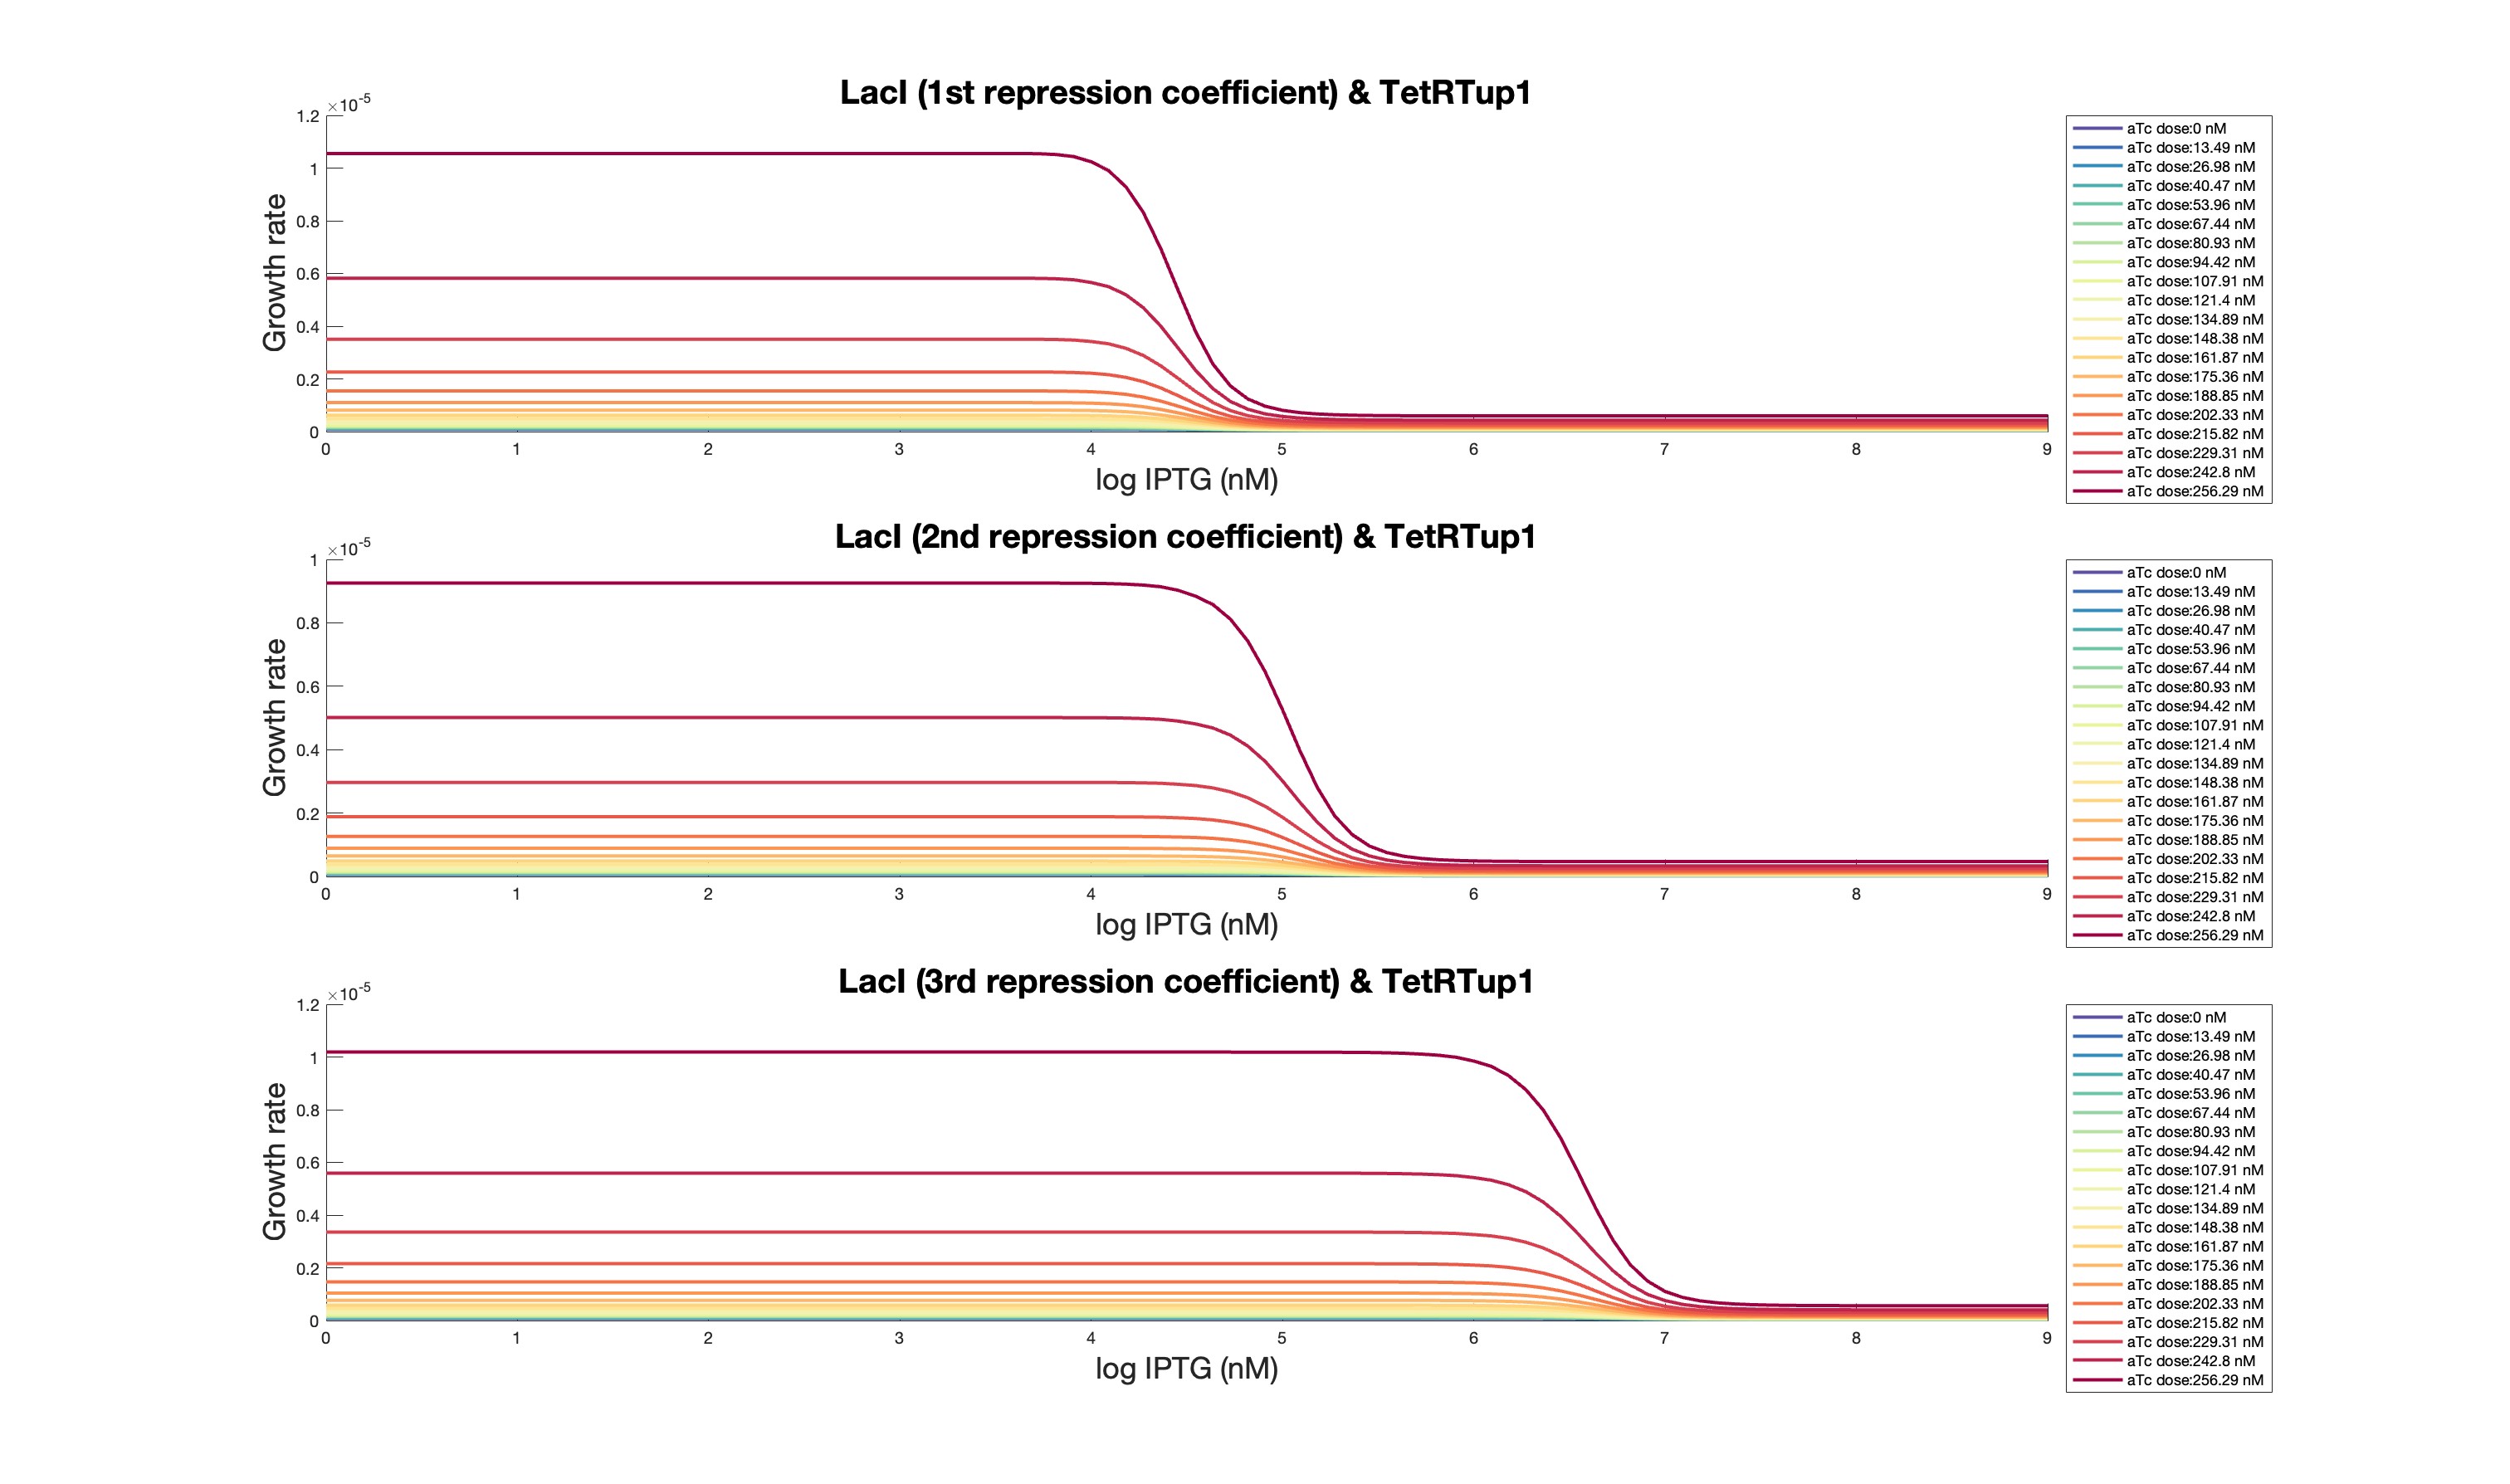 LacI (1st repression coefficient) & TetRTup1
×10-5
1.2
1
0.8
0.6
0.4
0.2
0
Growth rate
0 1 2 3 4 5 6 7 8 9
log IPTG (nM)
aTc dose:0 nM
aTc dose:13.49 nM
aTc dose:26.98 nM
aTc dose:40.47 nM
aTc dose:53.96 nM
aTc dose:67.44 nM
aTc dose:80.93 nM
aTc dose:94.42 nM
aTc dose:107.91 nM
aTc dose:121.4 nM
aTc dose:134.89 nM
aTc dose:148.38 nM
aTc dose:161.87 nM
aTc dose:175.36 nM
aTc dose:188.85 nM
aTc dose:202.33 nM
aTc dose:215.82 nM
aTc dose:229.31 nM
aTc dose:242.8 nM
aTc dose:256.29 nM
LacI (2nd repression coefficient) & TetRTup1
×10-5
1
0.8
0.6
0.4
0.2
0
Growth rate
0 1 2 3 4 5 6 7 8 9
log IPTG (nM)
aTc dose:0 nM
aTc dose:13.49 nM
aTc dose:26.98 nM
aTc dose:40.47 nM
aTc dose:53.96 nM
aTc dose:67.44 nM
aTc dose:80.93 nM
aTc dose:94.42 nM
aTc dose:107.91 nM
aTc dose:121.4 nM
aTc dose:134.89 nM
aTc dose:148.38 nM
aTc dose:161.87 nM
aTc dose:175.36 nM
aTc dose:188.85 nM
aTc dose:202.33 nM
aTc dose:215.82 nM
aTc dose:229.31 nM
aTc dose:242.8 nM
aTc dose:256.29 nM
LacI (3rd repression coefficient) & TetRTup1
×10-5
1.2
1
0.8
0.6
0.4
0.2
0
Growth rate
0 1 2 3 4 5 6 7 8 9
log IPTG (nM)
aTc dose:0 nM
aTc dose:13.49 nM
aTc dose:26.98 nM
aTc dose:40.47 nM
aTc dose:53.96 nM
aTc dose:67.44 nM
aTc dose:80.93 nM
aTc dose:94.42 nM
aTc dose:107.91 nM
aTc dose:121.4 nM
aTc dose:134.89 nM
aTc dose:148.38 nM
aTc dose:161.87 nM
aTc dose:175.36 nM
aTc dose:188.85 nM
aTc dose:202.33 nM
aTc dose:215.82 nM
aTc dose:229.31 nM
aTc dose:242.8 nM
aTc dose:256.29 nM